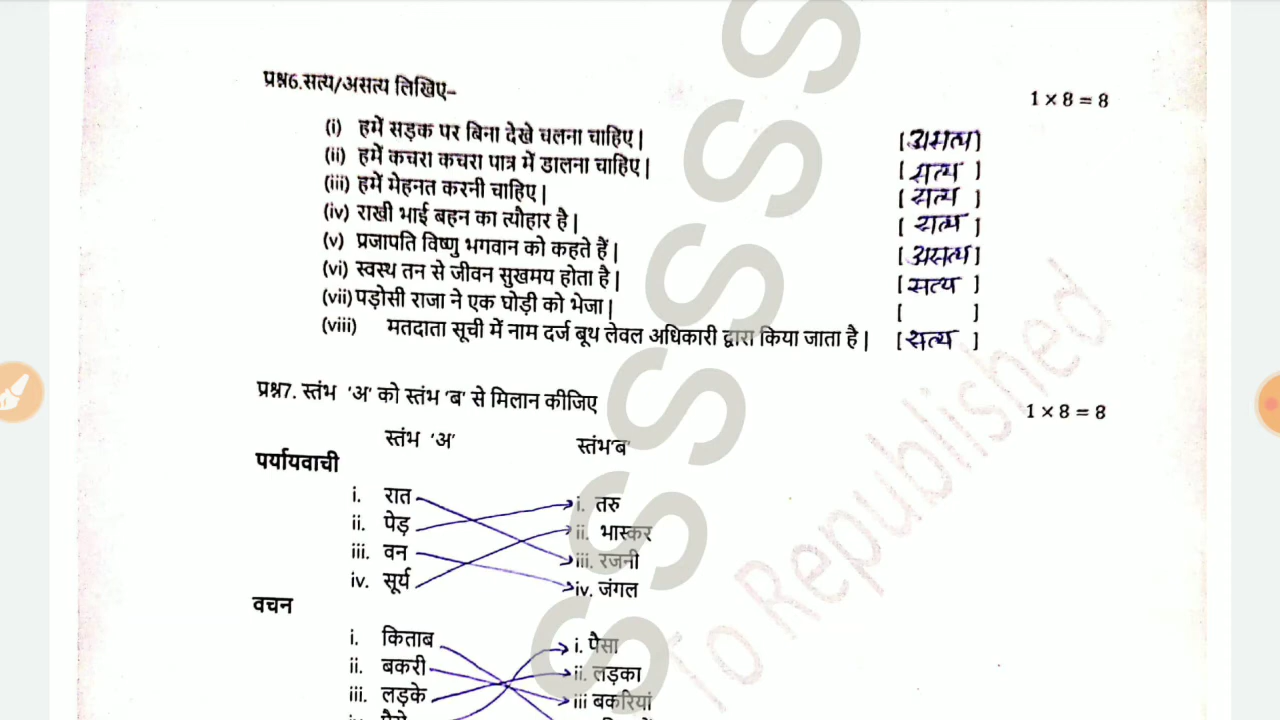 प्रश्न6.सत्य/असत्य लिखिए–
1 × 8 = 8
(i) हमें सड़क पर बिना देखे चलना चाहिए| [असत्य]
(ii) हमें कचरा कचरा पात्र में डालना चाहिए| [सत्य]
(iii) हमें मेहनत करनी चाहिए| [सत्य]
(iv) राखी भाई बहन का त्यौहार है| [सत्य]
(v) प्रजापति विष्णु भगवान को कहते हैं| [असत्य]
(vi) स्वस्थ तन से जीवन सुखमय होता है| [सत्य]
(vii) पड़ोसी राजा ने एक घोड़ी को भेजा| [ ]
(viii) मतदाता सूची में नाम दर्ज बूथ लेवल अधिकारी द्वारा किया जाता है| [सत्य]
प्रश्न7. स्तंभ 'अ' को स्तंभ 'ब' से मिलान कीजिए
1 × 8 = 8
स्तंभ 'अ' स्तंभ'ब'
पर्यायवाची
i. रात i. तरु
ii. पेड़ ii. भास्कर
iii. वन iii. रजनी
iv. सूर्य iv. जंगल
वचन
i. किताब i. पैसा
ii. बकरी ii. लड़का
iii. लड़के iii बकरियां
SSSSSS
To Republished